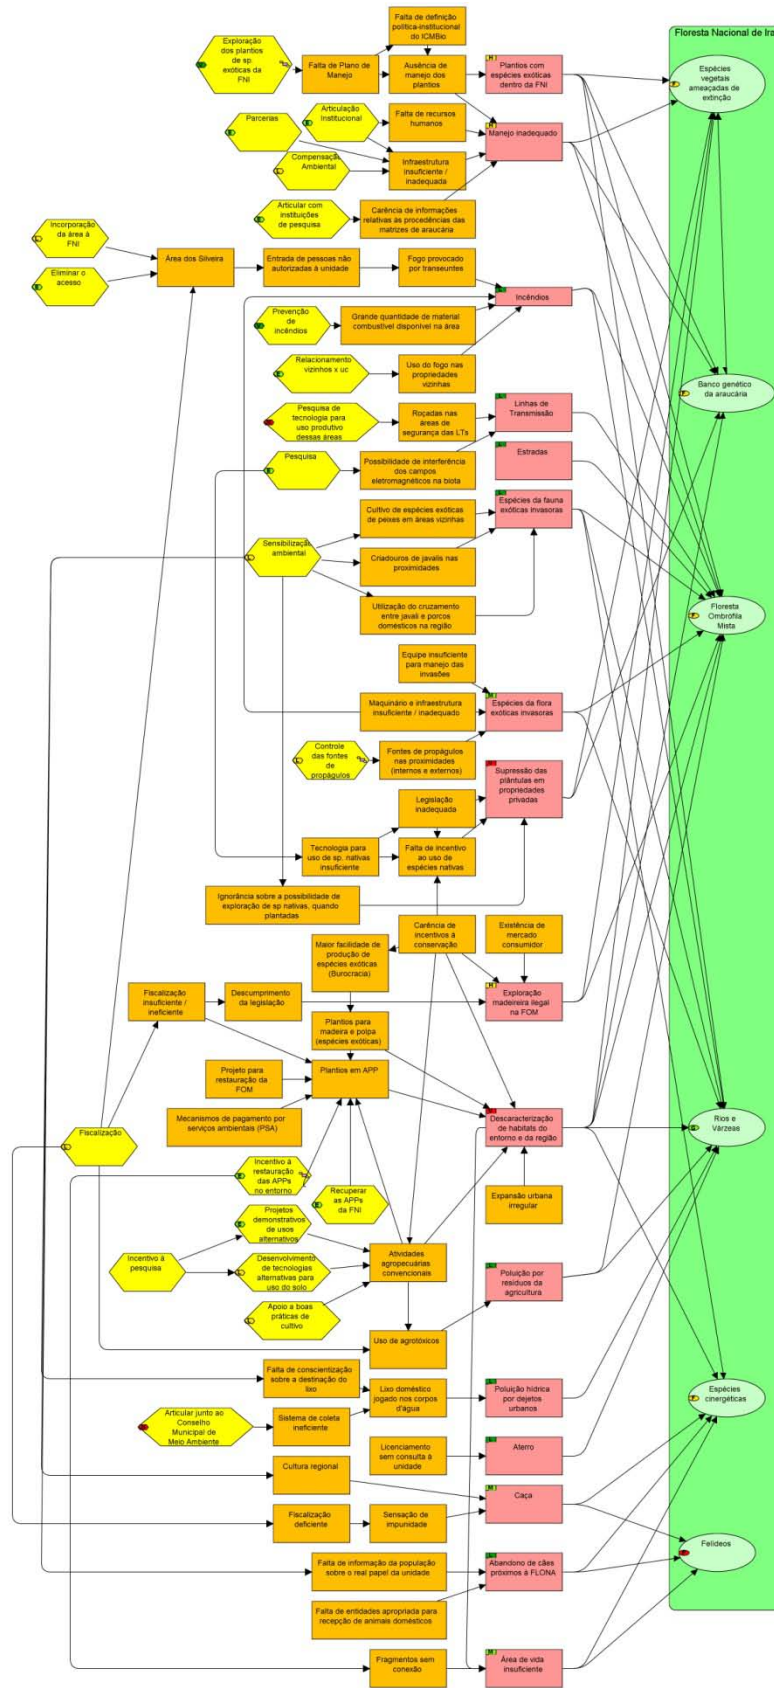 Floresta Nacional de Ira
Falta de definição
política-institucional
do ICMBio
Exploração
dos plantios de
sp. exóticas da
FNI
Falta de Plano de
Manejo
Ausência de
manejo dos
plantios
Plantios com
espécies exóticas
dentro da FNI
Espécies
vegetais
ameaçadas de
extinção
Articulação
Institucional
Parcerias
Falta de recursos
humanos
Manejo Inadequado
Compensação
Ambiental
Infraestrutura
insuficiente /
inadequada
Articular com
instituições
de pesquisa
Carência de informações
relativas às procedências das
matrizes de araucária
Incorporação
da área à
FNI
Eliminar o
acesso
Área dos Silveira
Entrada de pessoas não
autorizadas à unidade
Fogo provocado
por transeuntes
Incêndios
Prevenção
de
incêndios
Grande quantidade de material
combustível disponível na área
Relacionamento
vizinhos x uc
Uso do fogo nas
propriedades
vizinhas
Banco genético
da araucária
Pesquisa de
tecnologia para
uso produtivo
dessas áreas
Roçadas nas
áreas de
segurança das LTs
Linhas de
Transmissão
Pesquisa
Possibilidade de interferência
dos campos
eletromagnéticos na biota
Estradas
Cultivo de espécies exóticas
de peixes em áreas vizinhas
Espécies da fauna
exóticas invasoras
Sensibilização
ambiental
Criadouros de javalis nas
proximidades
Utilização do cruzamento
entre javali e porcos
domésticos na região
Floresta
Ombrófila
Mista
Equipe insuficiente
para manejo das
invasões
Maquinário e infraestrutura
insuficiente / inadequado
Espécies da flora
exóticas invasoras
Controle
das fontes
de
propágulos
Fontes de propágulos
nas proximidades
(internos e externos)
Supressão das
plântulas em
propriedades
privadas
Legislação
inadequada
Tecnologia para
uso de sp. nativas
insuficiente
Falta de incentivo
ao uso de
espécies nativas
Ignorância sobre a possibilidade de
exploração de sp nativas, quando
plantadas
Carência de
incentivos à
conservação
Existência de
mercado
consumidor
Maior facilidade de
produção de
espécies exóticas
(Burocracia)
Fiscalização
insuficiente /
ineficiente
Descumprimento
da legislação
Exploração
madeireira ilegal
na FOM
Plantios para
madeira e polpa
(espécies exóticas)
Projeto para
restauração da
FOM
Plantios em APP
Mecanismos de pagamento por
serviços ambientais (PSA)
Descaracterização
de habitats do
entorno e da região
Rios e
Várzeas
Fiscalização
Incentivo à
restauração
das APPs
no entorno
Recuperar
as APPs
da FNI
Expansão urbana
irregular
Projetos
demonstrativos
de usos
alternativos
Incentivo à
pesquisa
Desenvolvimento
de tecnologias
alternativas para
uso do solo
Atividades
agropecuárias
convencionais
Poluição por
resíduos da
agricultura
Apoio a boas
práticas de
cultivo
Uso de agrotóxicos
Falta de conscientização
sobre a destinação do
lixo
Lixo doméstico
jogado nos corpos
d'água
Poluição hídrica
por dejetos
urbanos
Espécies
cinergéticas
Articular junto ao
Conselho
Municipal de
Meio Ambiente
Sistema de coleta
ineficiente
Licenciamento
sem consulta à
unidade
Aterro
Cultura regional
Caça
Fiscalização
deficiente
Sensação de
impunidade
Felídeos
Falta de informação da população
sobre o real papel da unidade
Abandono de cães
próximos à FLONA
Falta de entidades apropriada para
recepção de animais domésticos
Fragmentos sem
conexão
Área de vida
insuficiente